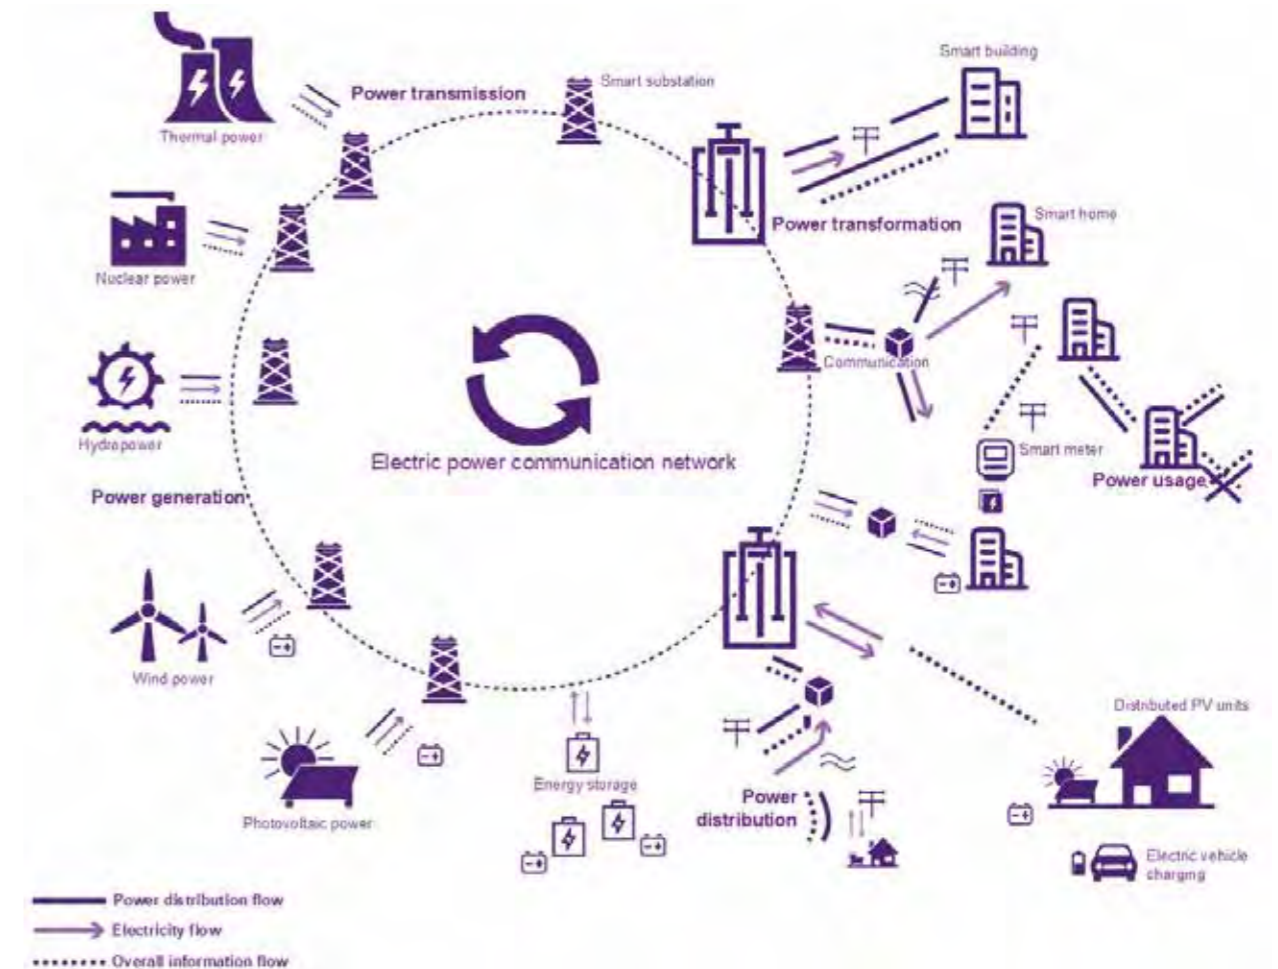 Smart building
Power transmission
Smart substation
Thermal power
Smart home
Power transformation
Nuclear power
Communication
Hydropower
Electric power communication network
Smart meter
Power usage
Power generation
Wind power
Distributed PV units
Energy storage
Power
distribution
Photovoltaic power
Electric vehicle
charging
Power distribution flow
Electricity flow
Overall information flow